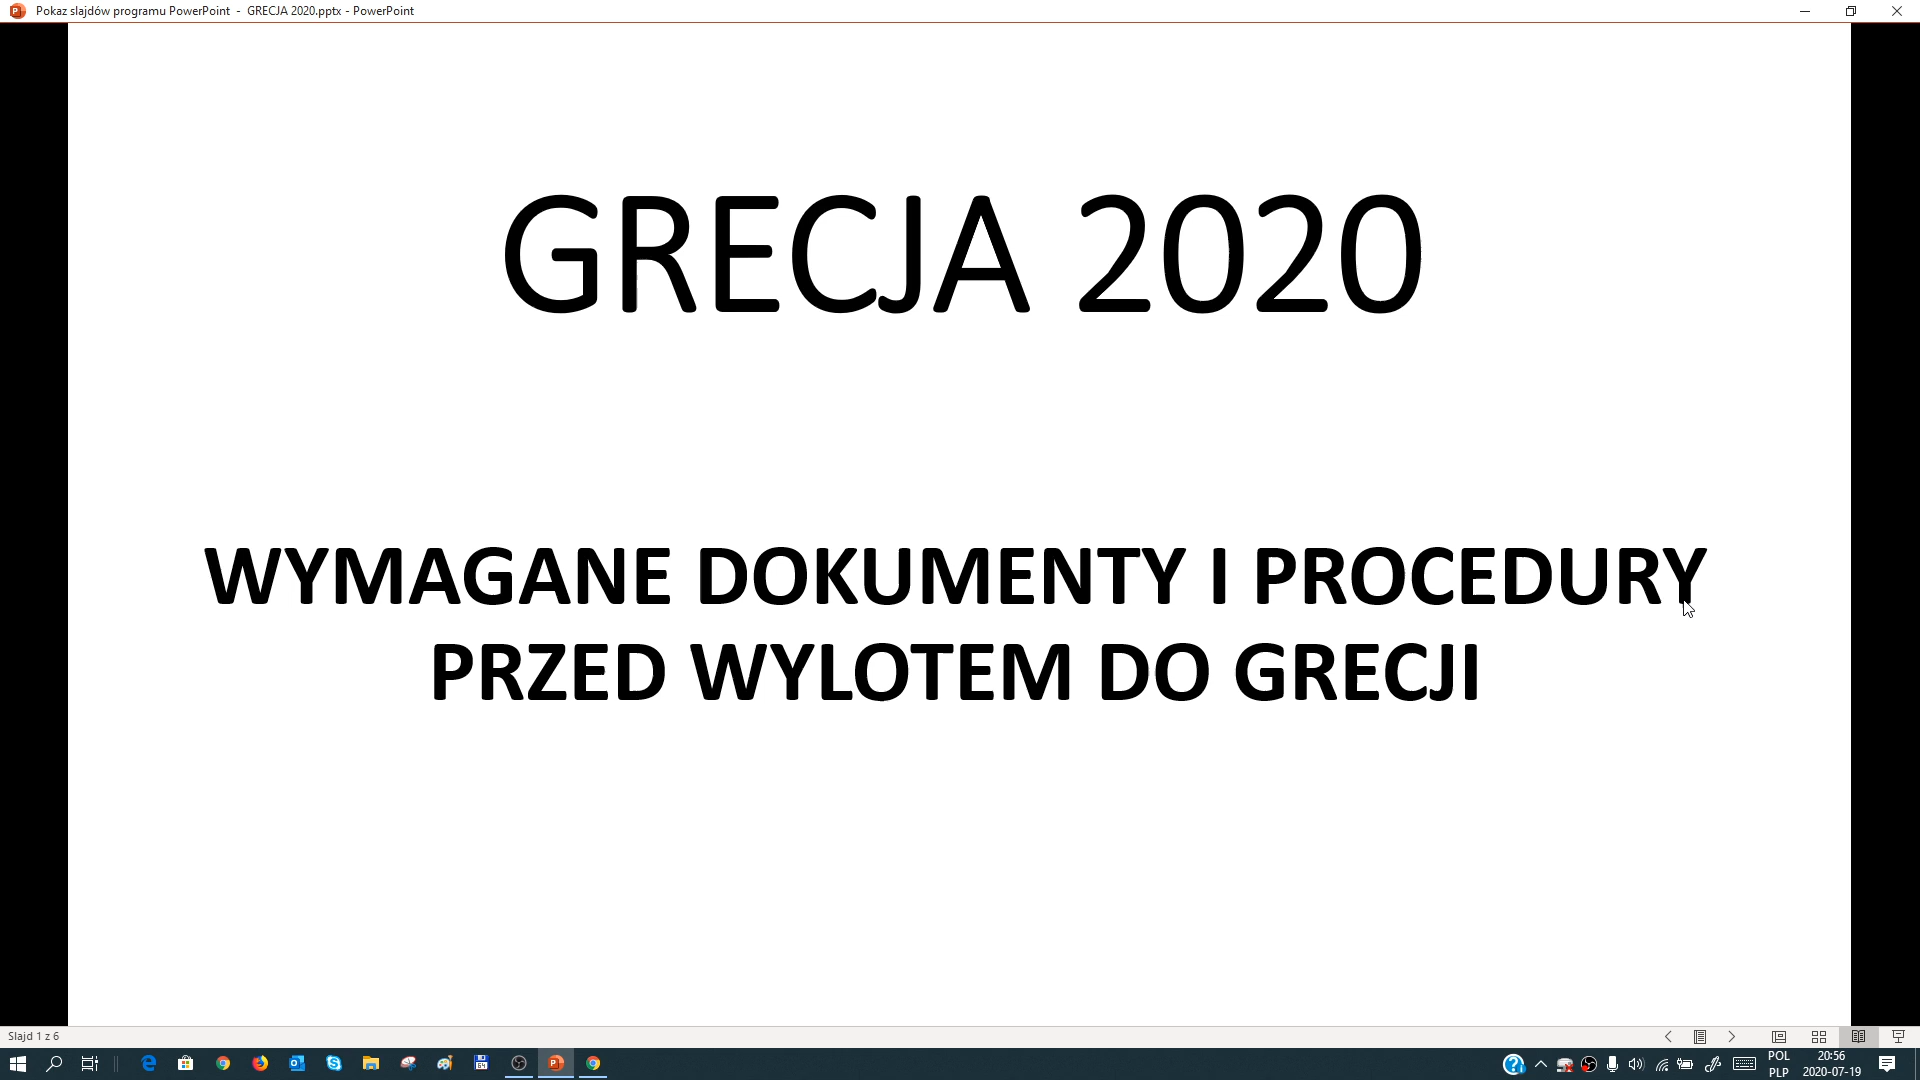 Pokaz slajdów programu PowerPoint - GRECJA 2020.pptx - PowerPoint
GRECJA 2020
WYMAGANE DOKUMENTY I PROCEDURY
PRZED WYLOTEM DO GRECJI
Slajd 1 z 6
POL
PLP
20:56
2020-07-19
64